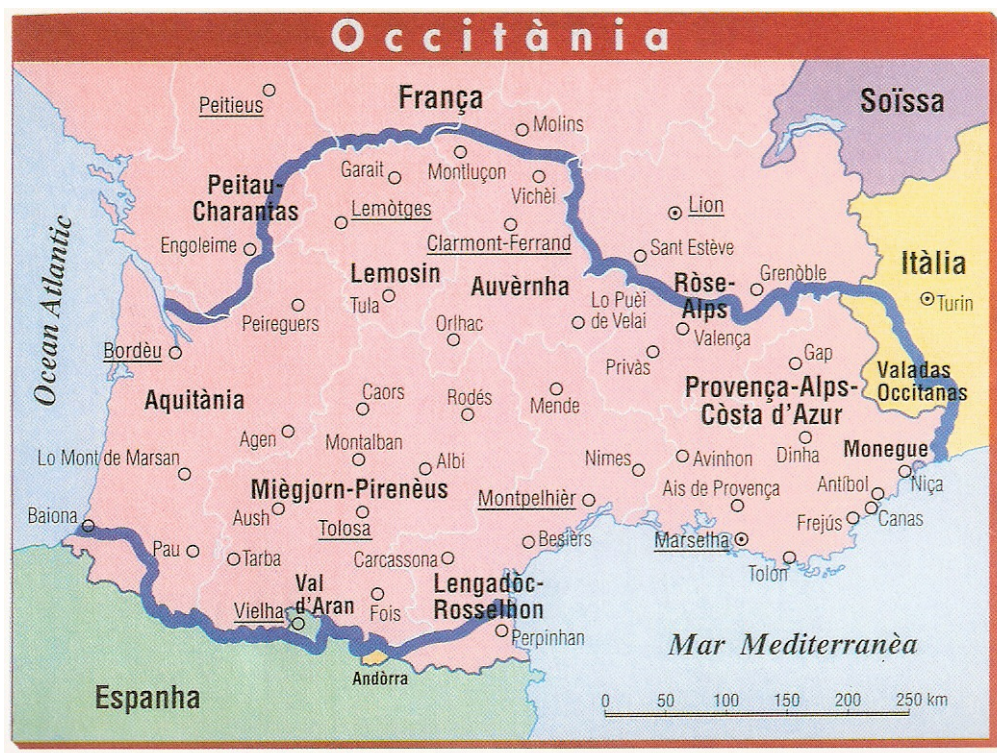 Occitània
Peitieus
França
Soïssa
Molins
Garait
Montluçon
Vichèi
Peitau-
Charantas
Lemòtges
Lion
Clarmont-Ferrand
Engoleime
Sant Estève
Itàlia
Lemosin
Auvèrnha
Ròse-
Alps
Grenòble
Ocean Atlantic
Tula
Lo Puèi
de Velai
Turin
Peireguers
Orlhac
Valença
Bordèu
Privàs
Gap
Valadas
Occitanas
Aquitània
Caors
Rodés
Mende
Provença-Alps-
Còsta d'Azur
Agen
Montalban
Dinha
Monegue
Lo Mont de Marsan
Albi
Nimes
Avinhon
Niça
Miègjorn-Pirenèus
Montpelhièr
Ais de Provença
Antíbol
Baiona
Aush
Tolosa
Frejús
Canas
Pau
Tarba
Carcassona
Besièrs
Marselha
Tolon
Val
d'Aran
Lengadòc-
Rosselhon
Vielha
Fois
Perpinhan
Mar Mediterranèa
Andòrra
Espanha
0 50 100 150 200 250 km